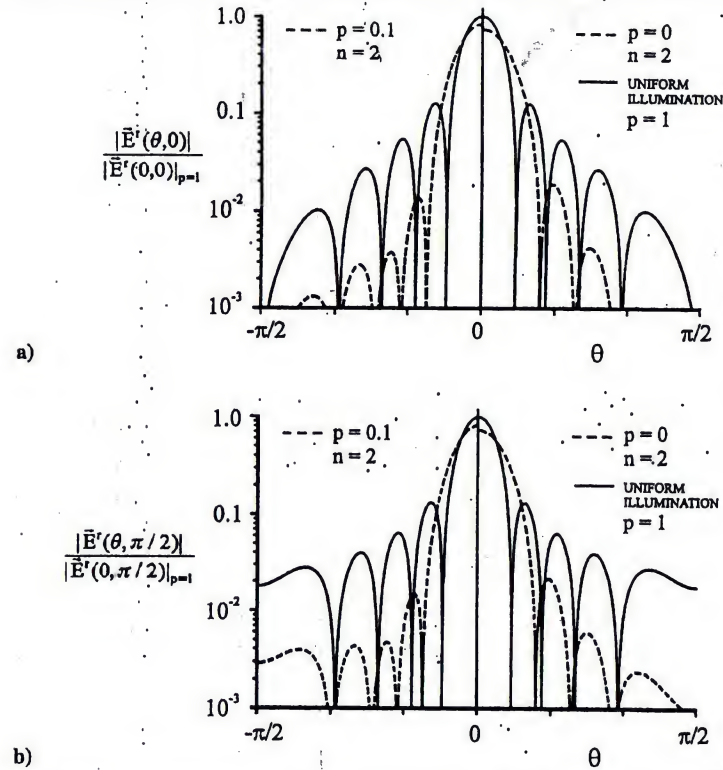 1.0
0.1
10⁻²
10⁻³
p = 0.1
n = 2
p = 0
n = 2
UNIFORM
ILLUMINATION
p = 1
|E⃗ʳ(θ,0)|
|E⃗ʳ(0,0)|ₚ₌₁
-π/2
0
θ
π/2
a)
1.0
0.1
10⁻²
10⁻³
p = 0.1
n = 2
p = 0
n = 2
UNIFORM
ILLUMINATION
p = 1
|E⃗ʳ(θ,π/2)|
|E⃗ʳ(0,π/2)|ₚ₌₁
-π/2
0
θ
π/2
b)